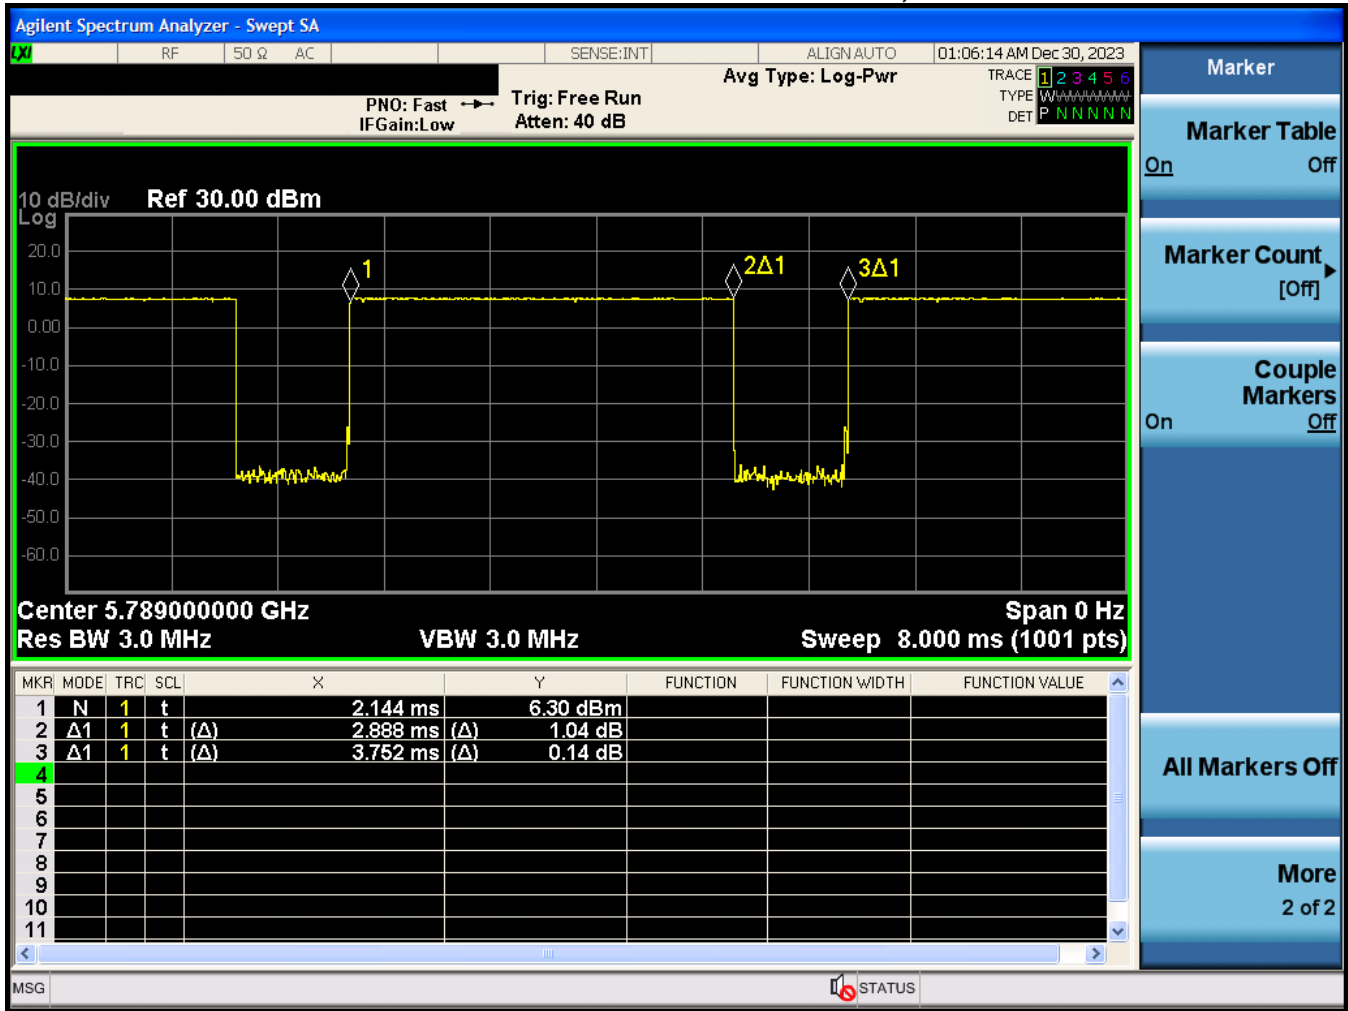 Agilent Spectrum Analyzer - Swept SA
LXI RF 50 Ω AC SENSE:INT ALIGN AUTO 01:06:14 AM Dec 30, 2023
PNO: Fast Trig: Free Run Avg Type: Log-Pwr TRACE 1 2 3 4 5 6
IFGain:Low Atten: 40 dB TYPE W
DET P N N N N N
10 dB/div Ref 30.00 dBm
Log
20.0
10.0
0.00
-10.0
-20.0
-30.0
-40.0
-50.0
-60.0
1
2Δ1
3Δ1
Center 5.789000000 GHz Span 0 Hz
Res BW 3.0 MHz VBW 3.0 MHz Sweep 8.000 ms (1001 pts)
MKR MODE TRC SCL X Y FUNCTION FUNCTION WIDTH FUNCTION VALUE
1 N 1 t 2.144 ms 6.30 dBm
2 Δ1 1 t (Δ) 2.888 ms (Δ) 1.04 dB
3 Δ1 1 t (Δ) 3.752 ms (Δ) 0.14 dB
4
5
6
7
8
9
10
11
MSG STATUS
Marker
Marker Table
On Off
Marker Count
[Off]
Couple
Markers
On Off
All Markers Off
More
2 of 2